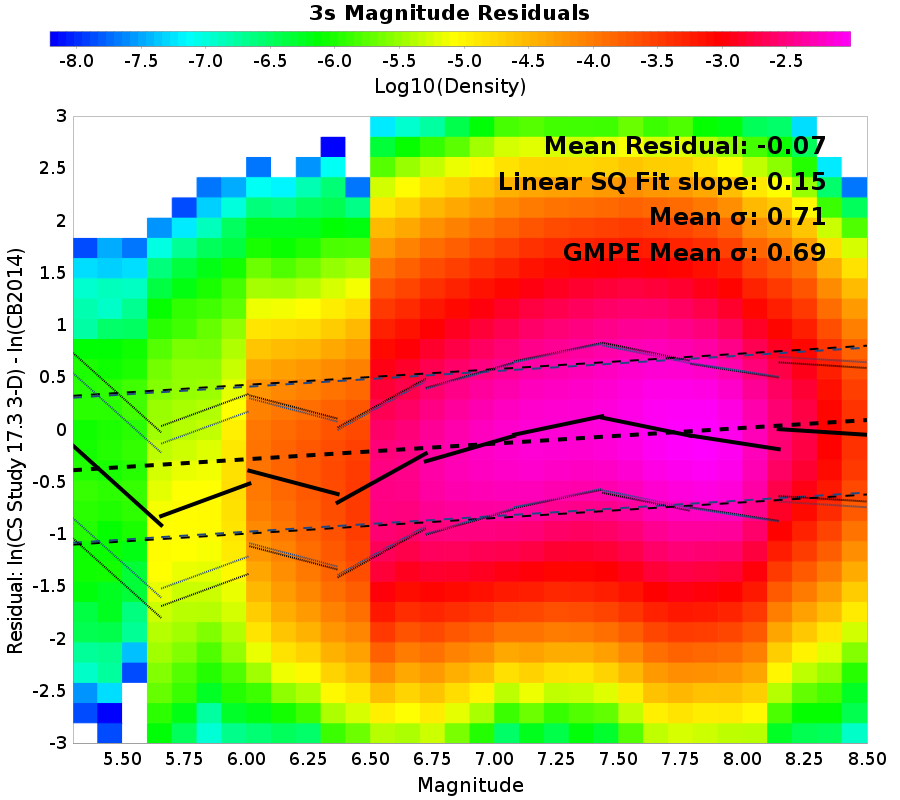 3s Magnitude Residuals
-8.0 -7.5 -7.0 -6.5 -6.0 -5.5 -5.0 -4.5 -4.0 -3.5 -3.0 -2.5
Log10(Density)
Mean Residual: -0.07
Linear SQ Fit slope: 0.15
Mean σ: 0.71
GMPE Mean σ: 0.69
Residual: ln(CS Study 17.3 3-D) - ln(CB2014)
3
2.5
2
1.5
1
0.5
0
-0.5
-1
-1.5
-2
-2.5
-3
5.50 5.75 6.00 6.25 6.50 6.75 7.00 7.25 7.50 7.75 8.00 8.25 8.50
Magnitude